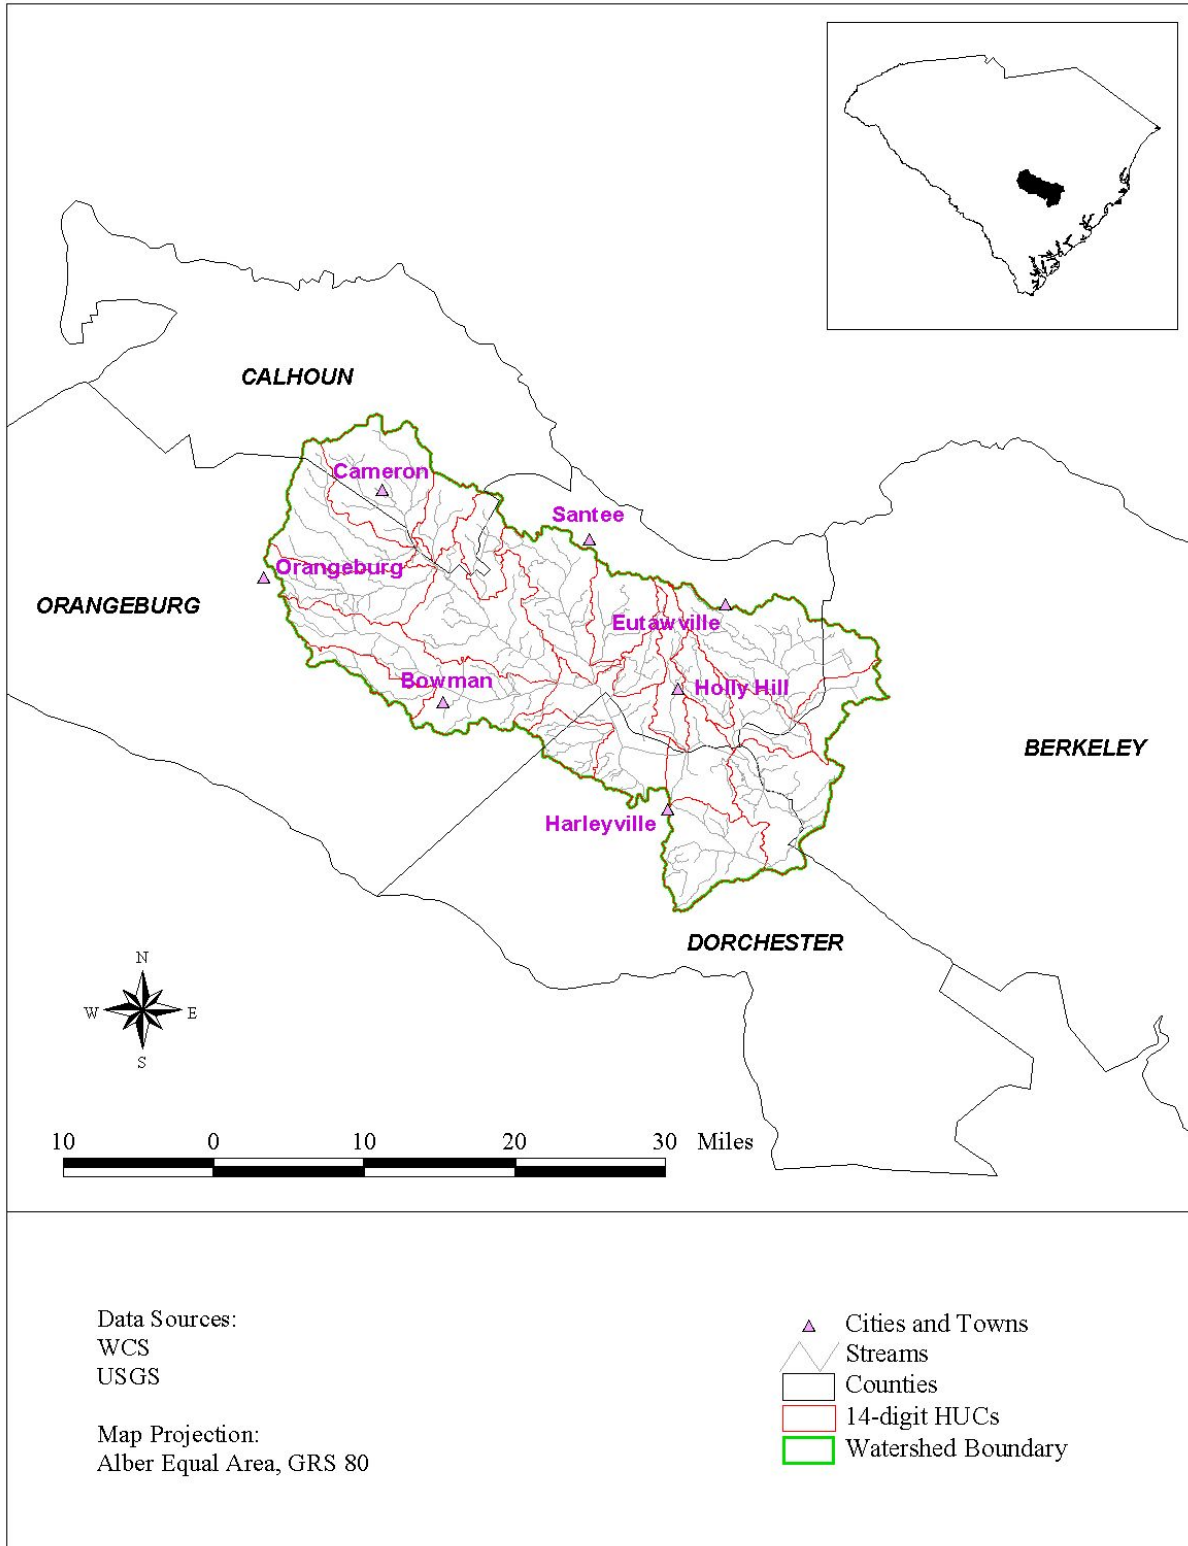 CALHOUN
Cameron
Santee
Orangeburg
ORANGEBURG
Eutawville
Bowman
Holly Hill
BERKELEY
Harleyville
DORCHESTER
N
W E
S
10 0 10 20 30 Miles
Data Sources:
WCS
USGS
Map Projection:
Alber Equal Area, GRS 80
Cities and Towns
Streams
Counties
14-digit HUCs
Watershed Boundary